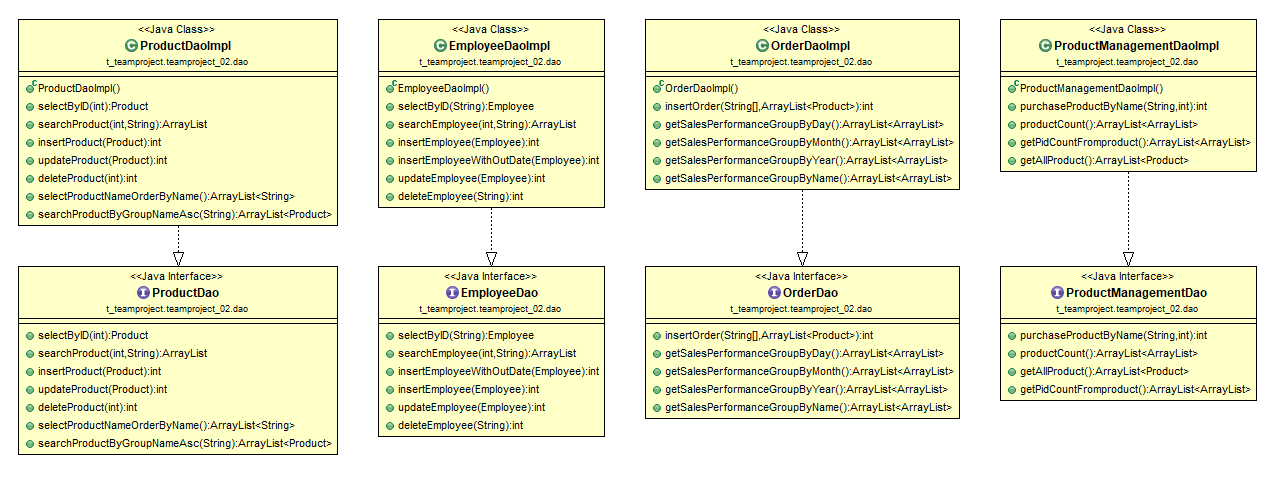 <<Java Class>>
ProductDaoImpl
t_teamproject.teamproject_02.dao
ProductDaoImpl()
selectByID(int):Product
searchProduct(int,String):ArrayList
insertProduct(Product):int
updateProduct(Product):int
deleteProduct(int):int
selectProductNameOrderByName():ArrayList<String>
searchProductByGroupNameAsc(String):ArrayList<Product>
<<Java Class>>
EmployeeDaoImpl
t_teamproject.teamproject_02.dao
EmployeeDaoImpl()
selectByID(String):Employee
searchEmployee(int,String):ArrayList
insertEmployee(Employee):int
insertEmployeeWithOutDate(Employee):int
updateEmployee(Employee):int
deleteEmployee(String):int
<<Java Class>>
OrderDaoImpl
t_teamproject.teamproject_02.dao
OrderDaoImpl()
insertOrder(String[],ArrayList<Product>):int
getSalesPerformanceGroupByDay():ArrayList<ArrayList>
getSalesPerformanceGroupByMonth():ArrayList<ArrayList>
getSalesPerformanceGroupByYear():ArrayList<ArrayList>
getSalesPerformanceGroupByName():ArrayList<ArrayList>
<<Java Class>>
ProductManagementDaoImpl
t_teamproject.teamproject_02.dao
ProductManagementDaoImpl()
purchaseProductByName(String,int):int
productCount():ArrayList<ArrayList>
getPidCountFromproduct():ArrayList<ArrayList>
getAllProduct():ArrayList<Product>
<<Java Interface>>
ProductDao
t_teamproject.teamproject_02.dao
selectByID(int):Product
searchProduct(int,String):ArrayList
insertProduct(Product):int
updateProduct(Product):int
deleteProduct(int):int
selectProductNameOrderByName():ArrayList<String>
searchProductByGroupNameAsc(String):ArrayList<Product>
<<Java Interface>>
EmployeeDao
t_teamproject.teamproject_02.dao
selectByID(String):Employee
searchEmployee(int,String):ArrayList
insertEmployeeWithOutDate(Employee):int
insertEmployee(Employee):int
updateEmployee(Employee):int
deleteEmployee(String):int
<<Java Interface>>
OrderDao
t_teamproject.teamproject_02.dao
insertOrder(String[],ArrayList<Product>):int
getSalesPerformanceGroupByDay():ArrayList<ArrayList>
getSalesPerformanceGroupByMonth():ArrayList<ArrayList>
getSalesPerformanceGroupByYear():ArrayList<ArrayList>
getSalesPerformanceGroupByName():ArrayList<ArrayList>
<<Java Interface>>
ProductManagementDao
t_teamproject.teamproject_02.dao
purchaseProductByName(String,int):int
productCount():ArrayList<ArrayList>
getAllProduct():ArrayList<Product>
getPidCountFromproduct():ArrayList<ArrayList>